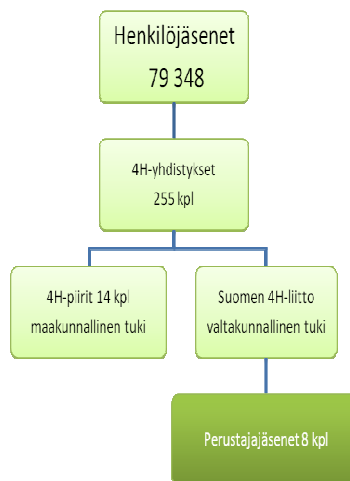 Henkilöjäsenet
79 348
4H-yhdistykset
255 kpl
4H-piirit 14 kpl
maakunnallinen tuki
Suomen 4H-liitto
valtakunnallinen tuki
Perustajajäsenet 8 kpl